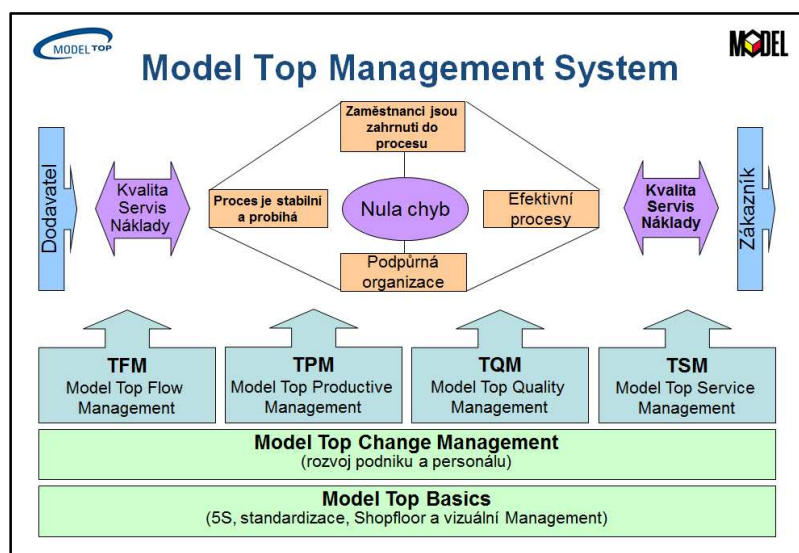 MODEL TOP
MODEL
Model Top Management System
Dodavatel
Kvalita
Servis
Náklady
Zaměstnanci jsou
zahrnuti do
procesu
Proces je stabilní
a probíhá
Nula chyb
Efektivní
procesy
Podpůrná
organizace
Kvalita
Servis
Náklady
Zákazník
TFM
Model Top Flow
Management
TPM
Model Top Productive
Management
TQM
Model Top Quality
Management
TSM
Model Top Service
Management
Model Top Change Management
(rozvoj podniku a personálu)
Model Top Basics
(5S, standardizace, Shopfloor a vizuální Management)